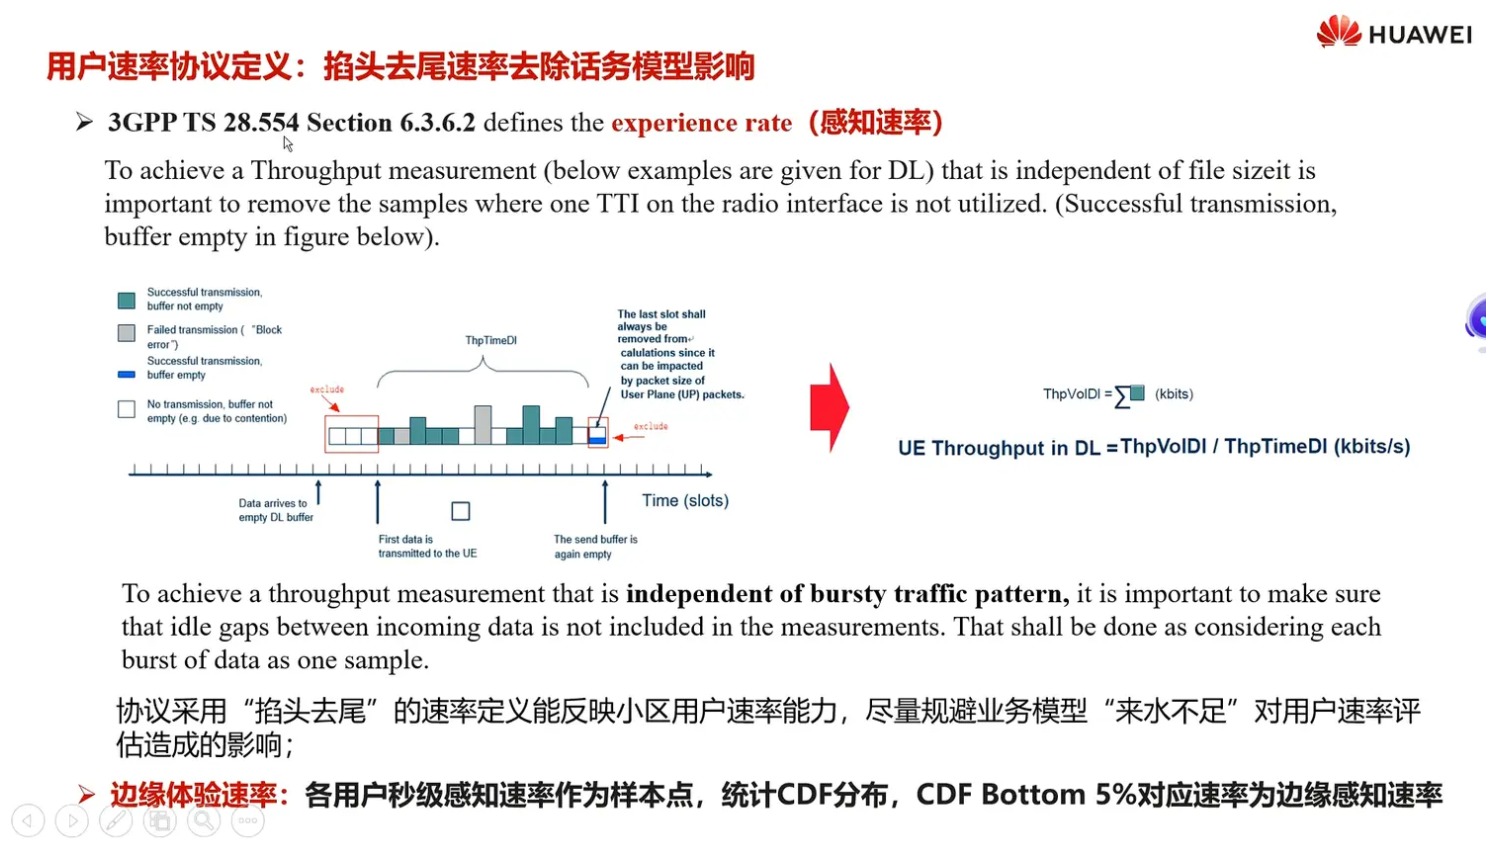 HUAWEI
用户速率协议定义：掐头去尾速率去除话务模型影响
➢ 3GPP TS 28.554 Section 6.3.6.2 defines the experience rate（感知速率）
To achieve a Throughput measurement (below examples are given for DL) that is independent of file sizeit is
important to remove the samples where one TTI on the radio interface is not utilized. (Successful transmission,
buffer empty in figure below).
Successful transmission,
buffer not empty
Failed transmission ( "Block
error")
Successful transmission,
buffer empty
No transmission, buffer not
empty (e.g. due to contention)
exclude
ThpTimeDl
The last slot shall
always be
removed from
calulations since it
can be impacted
by packet size of
User Plane (UP) packets.
exclude
Data arrives to
empty DL buffer
First data is
transmitted to the UE
The send buffer is
again empty
Time (slots)
ThpVolDl = ∑ (kbits)
UE Throughput in DL = ThpVolDl / ThpTimeDl (kbits/s)
To achieve a throughput measurement that is independent of bursty traffic pattern, it is important to make sure
that idle gaps between incoming data is not included in the measurements. That shall be done as considering each
burst of data as one sample.
协议采用“掐头去尾”的速率定义能反映小区用户速率能力，尽量规避业务模型“来水不足”对用户速率评
估造成的影响；
➢ 边缘体验速率：各用户秒级感知速率作为样本点，统计CDF分布，CDF Bottom 5%对应速率为边缘感知速率